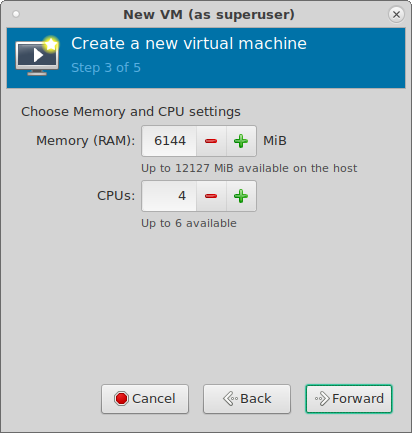 New VM (as superuser)
Create a new virtual machine
Step 3 of 5
Choose Memory and CPU settings
Memory (RAM): 6144 MiB
Up to 12127 MiB available on the host
CPUs: 4
Up to 6 available
Cancel Back Forward